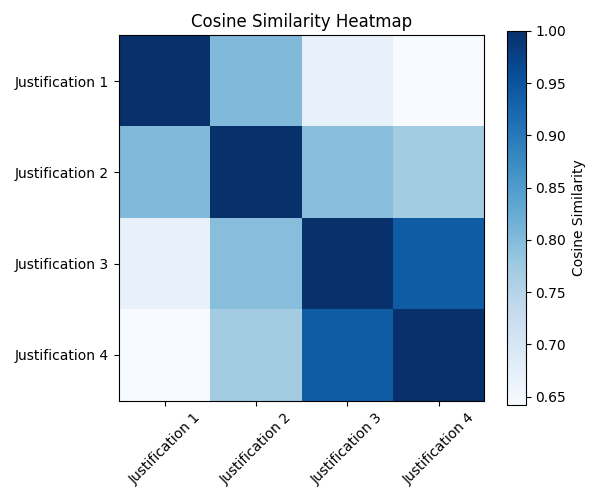 Cosine Similarity Heatmap
Justification 1
Justification 2
Justification 3
Justification 4
Justification 1
Justification 2
Justification 3
Justification 4
1.00
0.95
0.90
0.85
0.80
0.75
0.70
0.65
Cosine Similarity